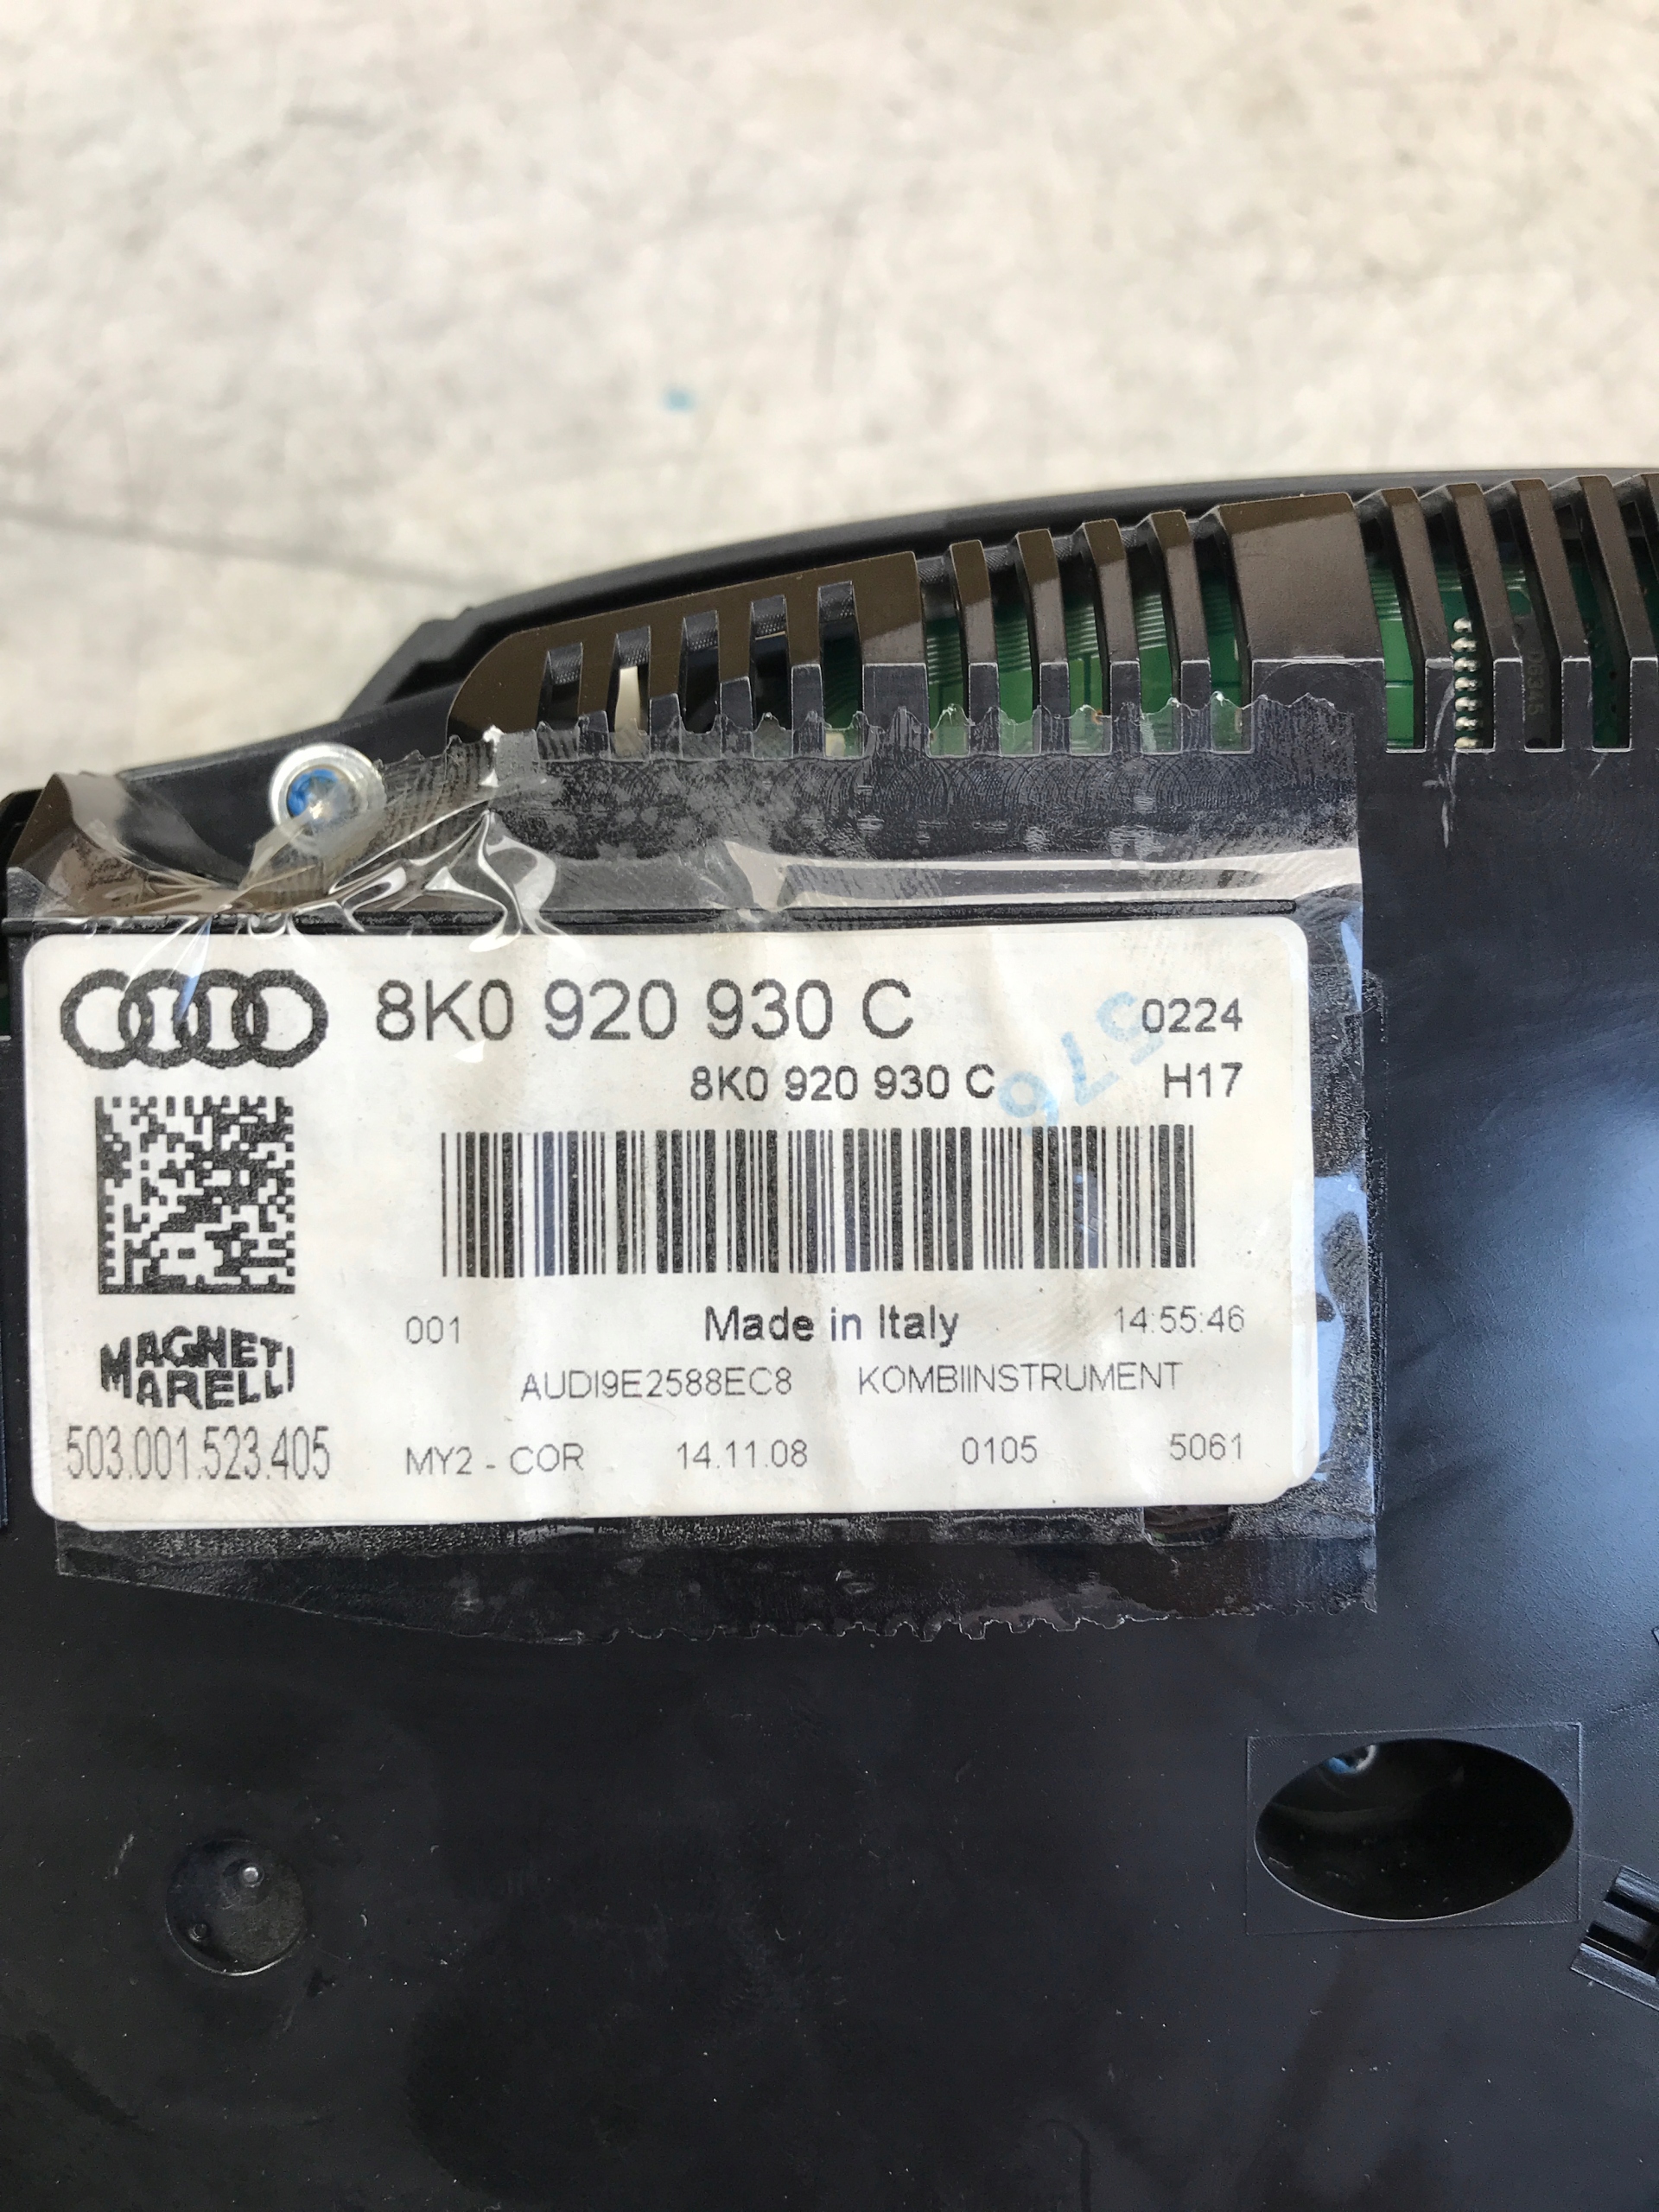 8K0 920 930 C 0224
8K0 920 930 C H17
576
001 Made in Italy 14:55:46
MAGNETI
MARELLI
AUDI9E2588EC8 KOMBIINSTRUMENT
503.001.523.405 MY2 - COR 14.11.08 0105 5061